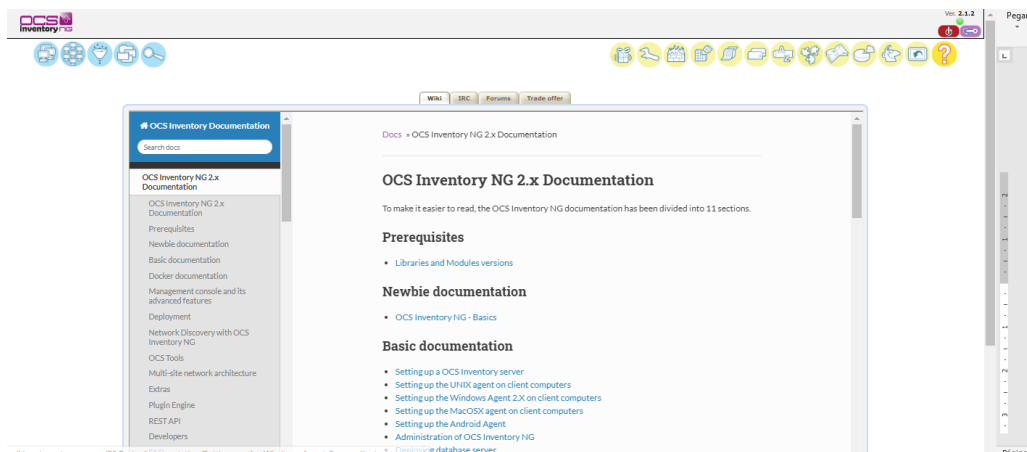 OCS
inventory NG
Ver. 2.1.2
Pegar
Wiki
IRC
Forums
Trade offer
OCS Inventory Documentation
Search docs
OCS Inventory NG 2.x
Documentation
OCS Inventory NG 2.x
Documentation
Prerequisites
Newbie documentation
Basic documentation
Docker documentation
Management console and its
advanced features
Deployment
Network Discovery with OCS
Inventory NG
OCS Tools
Multi-site network architecture
Extras
Plugin Engine
REST API
Developers
Docs » OCS Inventory NG 2.x Documentation
OCS Inventory NG 2.x Documentation
To make it easier to read, the OCS Inventory NG documentation has been divided into 11 sections.
Prerequisites
Libraries and Modules versions
Newbie documentation
OCS Inventory NG - Basics
Basic documentation
Setting up a OCS Inventory server
Setting up the UNIX agent on client computers
Setting up the Windows Agent 2.X on client computers
Setting up the MacOSX agent on client computers
Setting up the Android Agent
Administration of OCS Inventory NG
Deploying database server